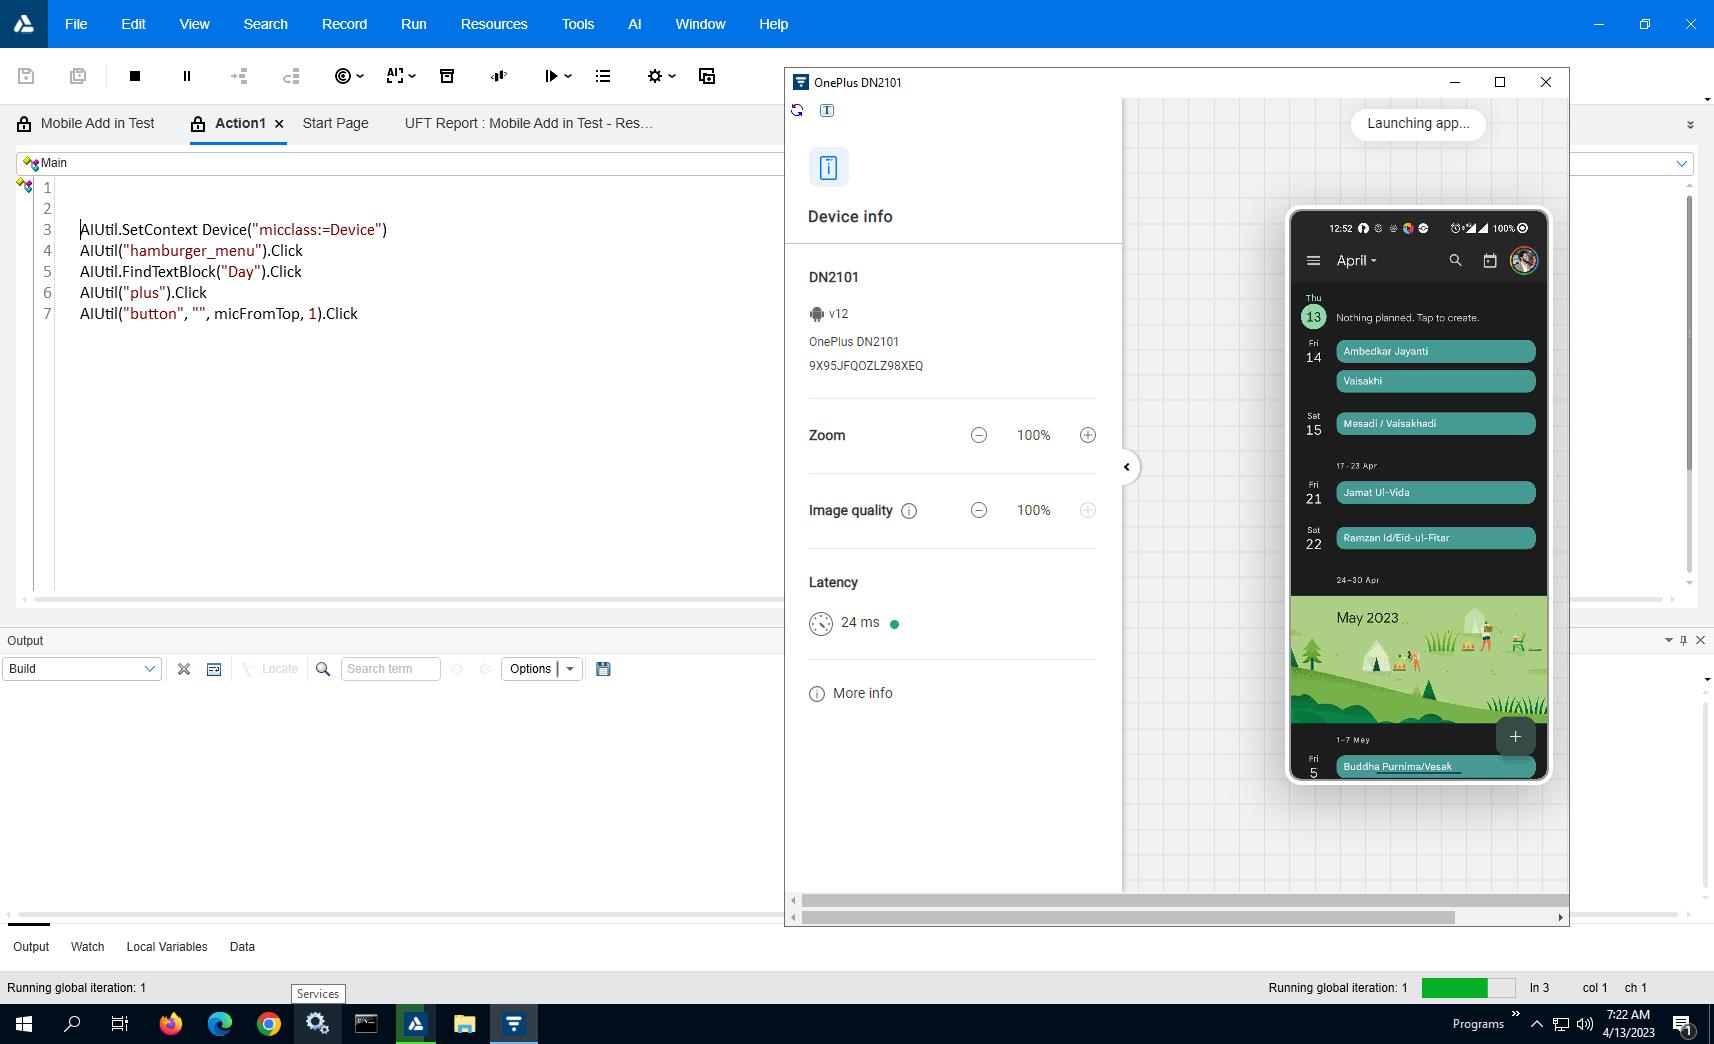 File Edit View Search Record Run Resources Tools AI Window Help
OnePlus DN2101
Launching app...
Mobile Add in Test Action1 Start Page UFT Report : Mobile Add in Test - Res...
Main
1
2
3 AIUtil.SetContext Device("micclass:=Device")
4 AIUtil("hamburger_menu").Click
5 AIUtil.FindTextBlock("Day").Click
6 AIUtil("plus").Click
7 AIUtil("button", "", micFromTop, 1).Click
Device info
DN2101
v12
OnePlus DN2101
9X95JFQOZLZ98XEQ
Zoom 100%
Image quality 100%
Latency
24 ms
More info
12:52 100%
April
Thu
13 Nothing planned. Tap to create.
Fri
14 Ambedkar Jayanti
Vaisakhi
Sat
15 Mesadi / Vaisakhadi
17–23 Apr
Fri
21 Jamat Ul-Vida
Sat
22 Ramzan Id/Eid-ul-Fitar
24–30 Apr
May 2023
1–7 May
Fri
5 Buddha Purnima/Vesak
Output
Build Locate Search term Options
Output Watch Local Variables Data
Running global iteration: 1 Running global iteration: 1 ln 3 col 1 ch 1
Services
Programs 7:22 AM
4/13/2023
1